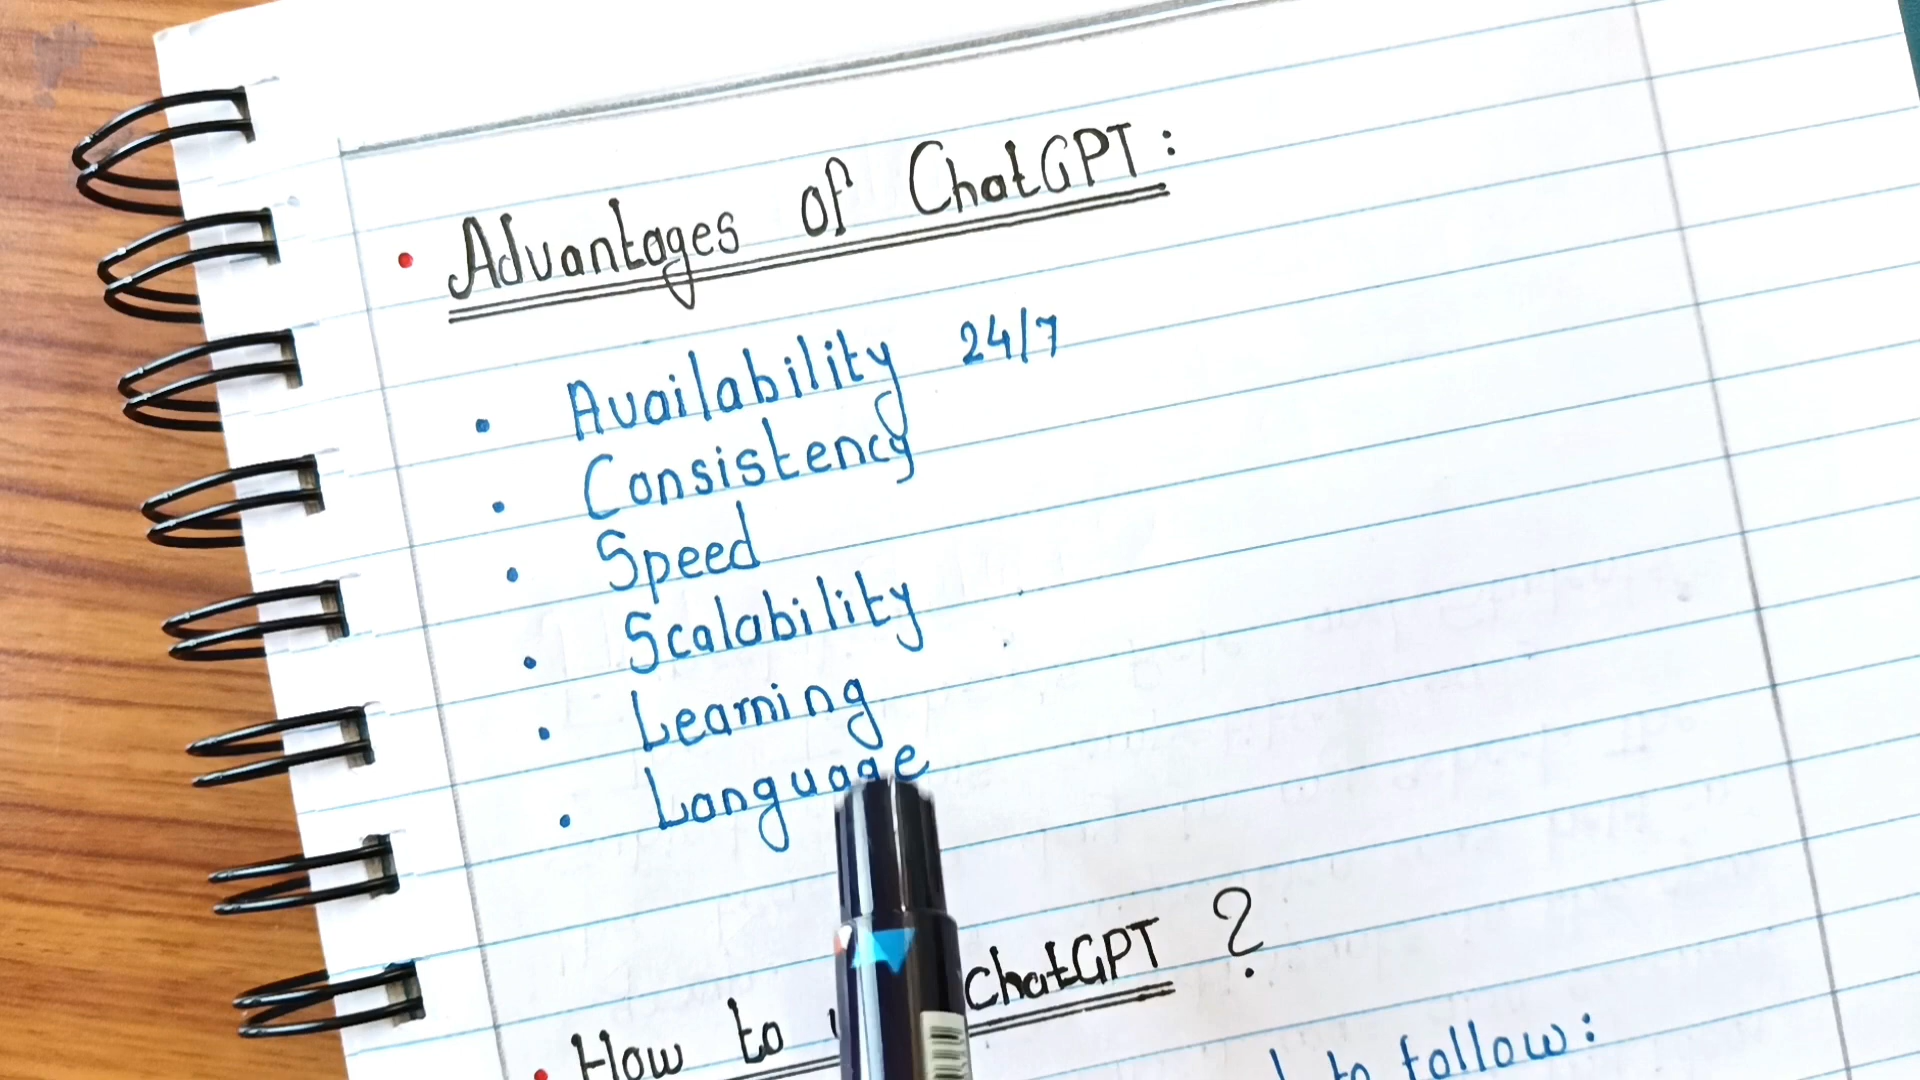 • Advantages of ChatGPT:
• Availability 24/7
• Consistency
• Speed
• Scalability
• Learning
• Language
• How to ChatGPT ?
to follow: